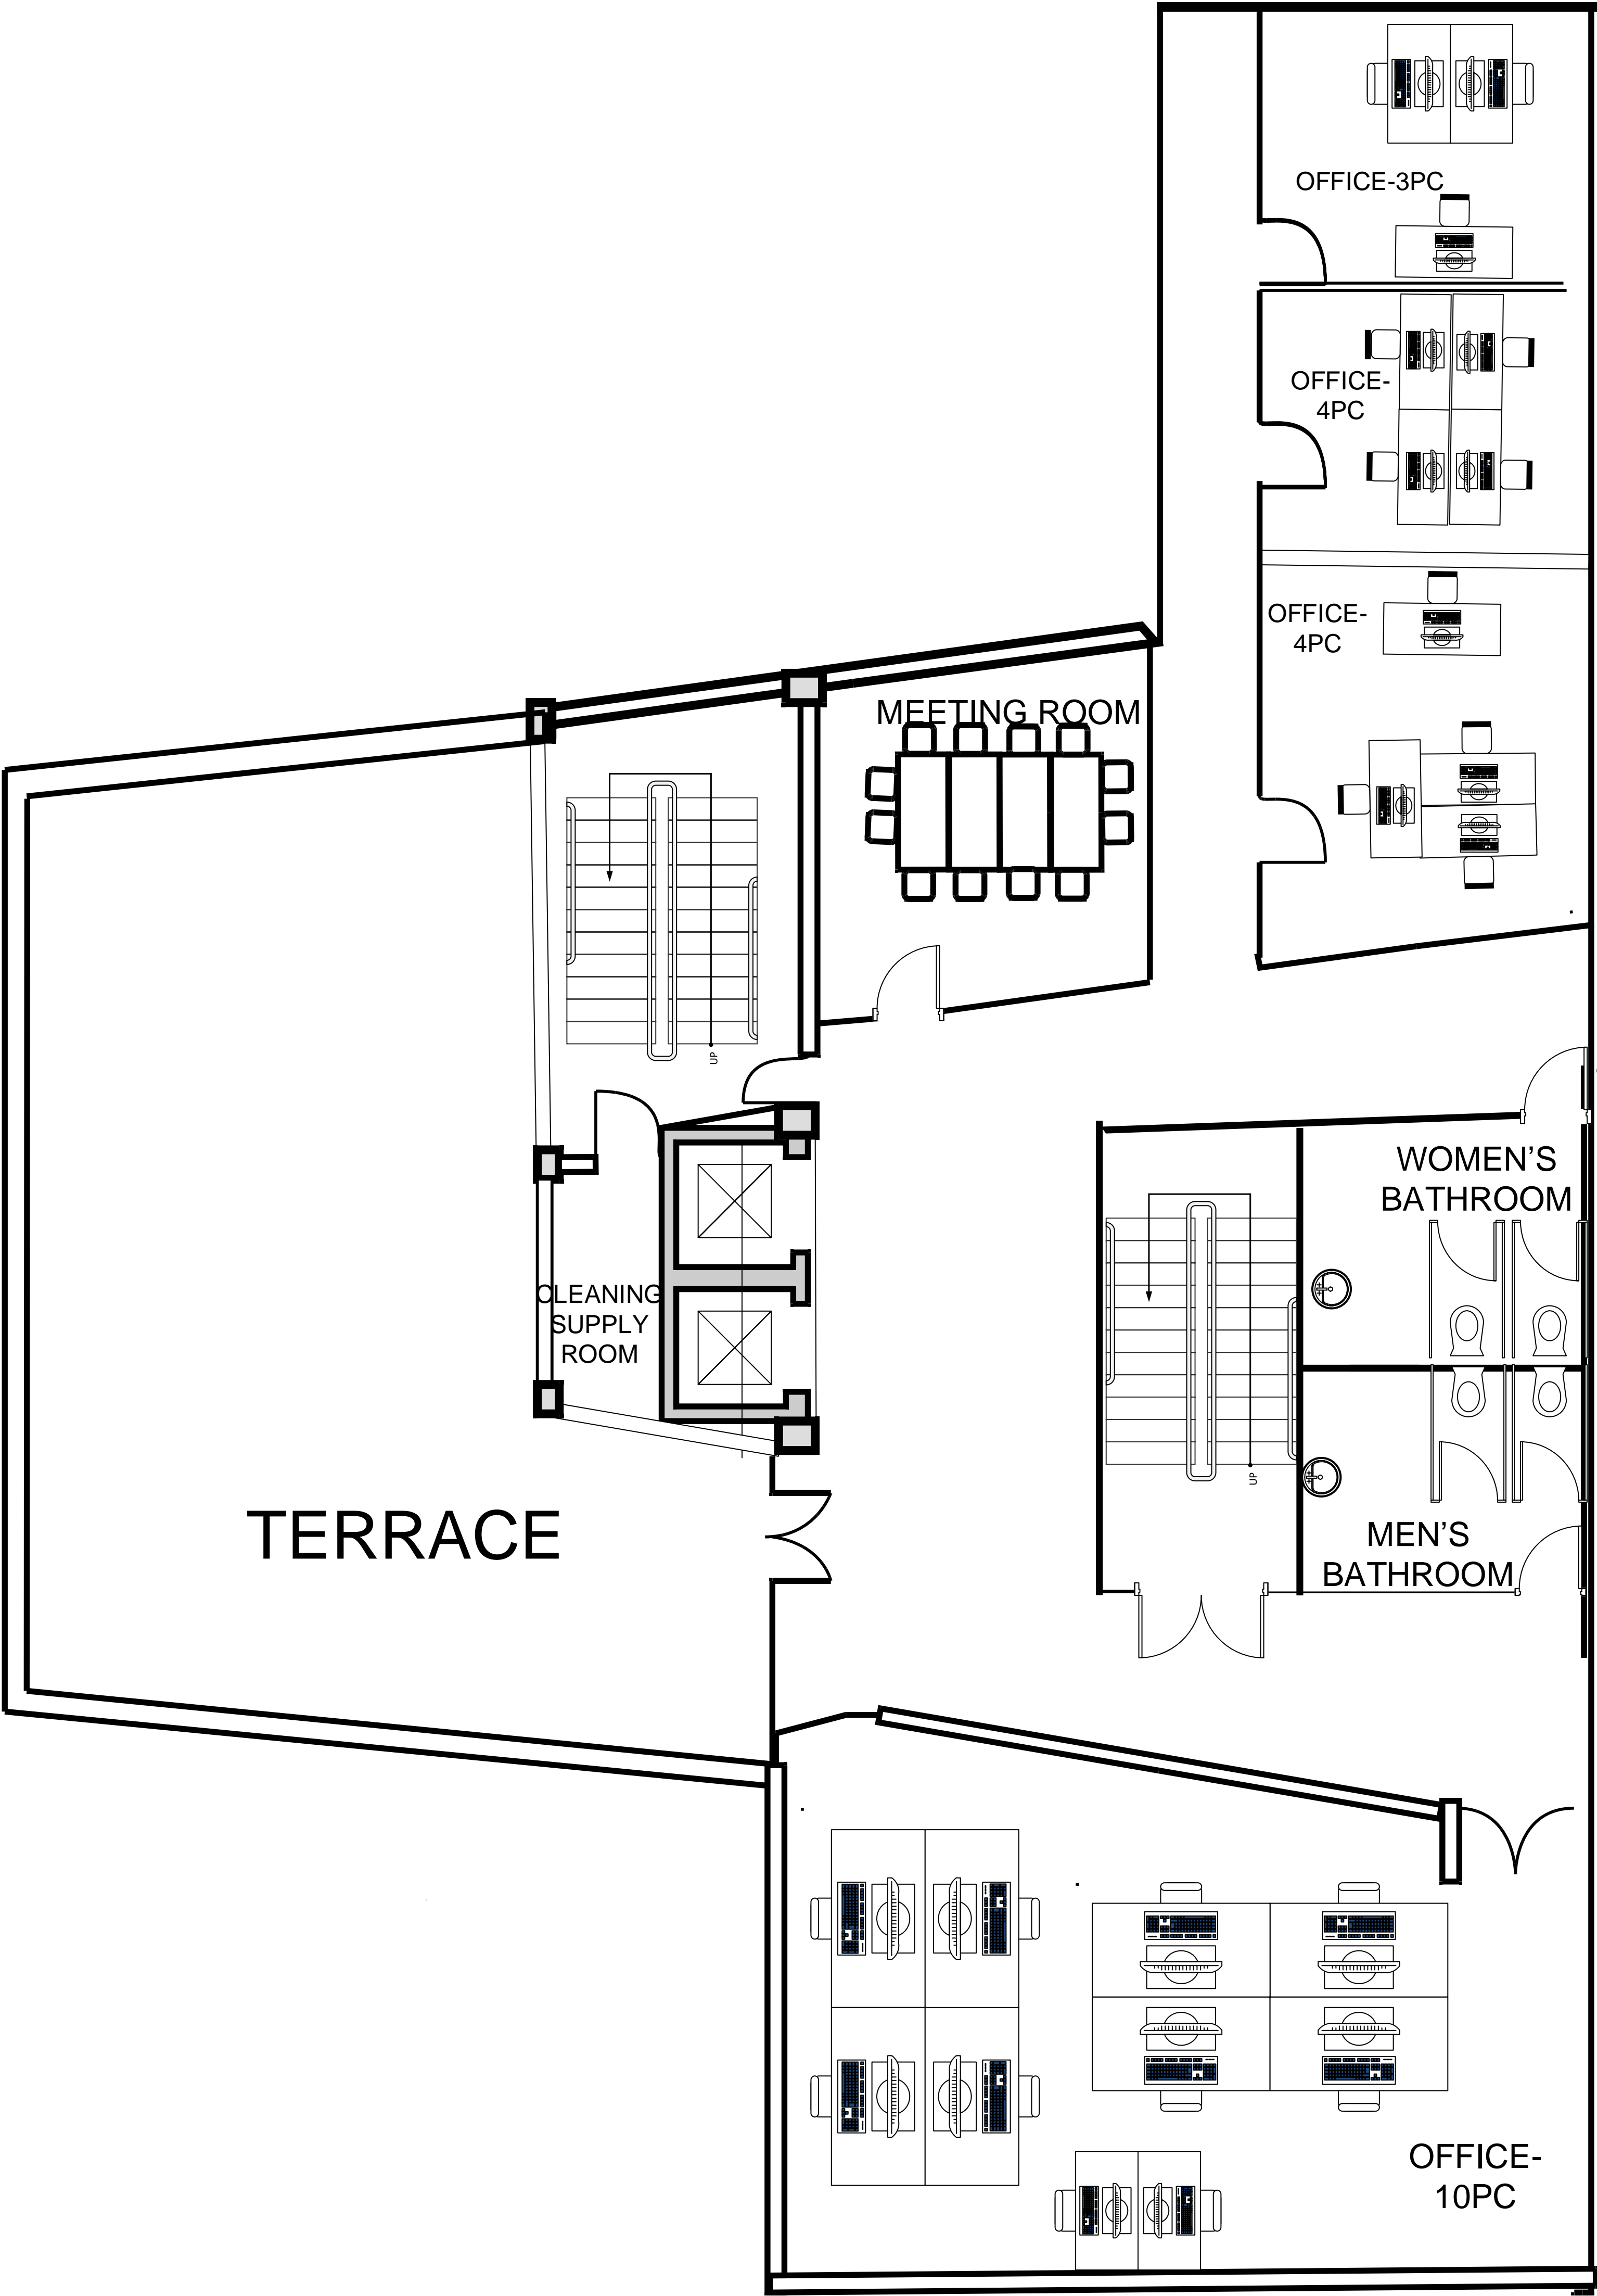 OFFICE-3PC
OFFICE-
4PC
OFFICE-
4PC
MEETING ROOM
UP
WOMEN'S
BATHROOM
CLEANING
SUPPLY
ROOM
UP
TERRACE
MEN'S
BATHROOM
OFFICE-
10PC